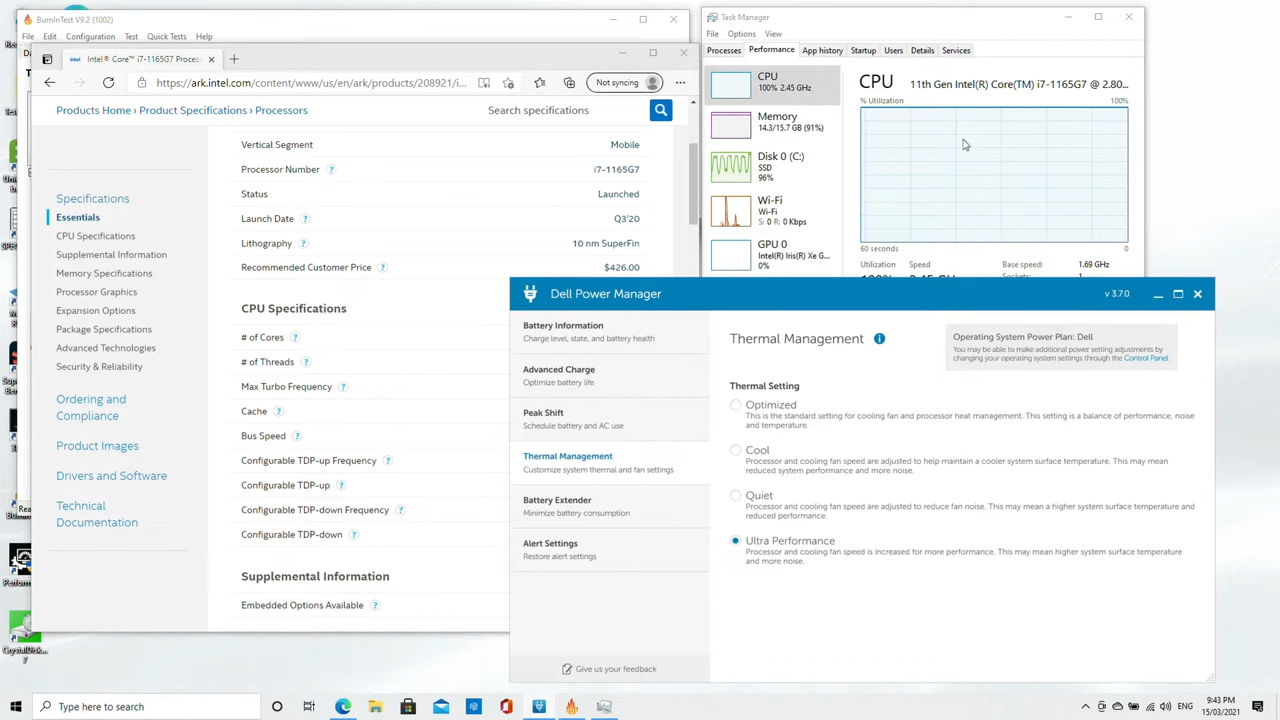 BurnInTest V9.2 (1002)
File Edit Configuration Test Quick Tests Help
Intel® Core™ i7-1165G7 Process
https://ark.intel.com/content/www/us/en/ark/products/208921/i...
Not syncing
Products Home › Product Specifications › Processors
Search specifications
Specifications
Essentials
CPU Specifications
Supplemental Information
Memory Specifications
Processor Graphics
Expansion Options
Package Specifications
Advanced Technologies
Security & Reliability
Ordering and
Compliance
Product Images
Drivers and Software
Technical
Documentation
Vertical Segment Mobile
Processor Number ? i7-1165G7
Status Launched
Launch Date ? Q3'20
Lithography ? 10 nm SuperFin
Recommended Customer Price ? $426.00
CPU Specifications
# of Cores ?
# of Threads ?
Max Turbo Frequency ?
Cache ?
Bus Speed ?
Configurable TDP-up Frequency ?
Configurable TDP-up ?
Configurable TDP-down Frequency ?
Configurable TDP-down ?
Supplemental Information
Embedded Options Available ?
Task Manager
File Options View
Processes Performance App history Startup Users Details Services
CPU
100% 2.45 GHz
Memory
14.3/15.7 GB (91%)
Disk 0 (C:)
SSD
96%
Wi-Fi
Wi-Fi
S: 0 R: 0 Kbps
GPU 0
Intel(R) Iris(R) Xe G...
0%
CPU 11th Gen Intel(R) Core(TM) i7-1165G7 @ 2.80...
% Utilization 100%
60 seconds 0
Utilization Speed Base speed: 1.69 GHz
Sockets: 1
100% 2.45 GHz
Dell Power Manager v 3.7.0
Battery Information
Charge level, state, and battery health
Advanced Charge
Optimize battery life
Peak Shift
Schedule battery and AC use
Thermal Management
Customize system thermal and fan settings
Battery Extender
Minimize battery consumption
Alert Settings
Restore alert settings
Give us your feedback
Thermal Management
Operating System Power Plan: Dell
You may be able to make additional power setting adjustments by
changing your operating system settings through the Control Panel.
Thermal Setting
Optimized
This is the standard setting for cooling fan and processor heat management. This setting is a balance of performance, noise
and temperature.
Cool
Processor and cooling fan speed are adjusted to help maintain a cooler system surface temperature. This may mean
reduced system performance and more noise.
Quiet
Processor and cooling fan speed are adjusted to reduce fan noise. This may mean a higher system surface temperature and
reduced performance.
Ultra Performance
Processor and cooling fan speed is increased for more performance. This may mean higher system surface temperature
and more noise.
CrystalDisk...
Type here to search
ENG
9:43 PM
15/03/2021